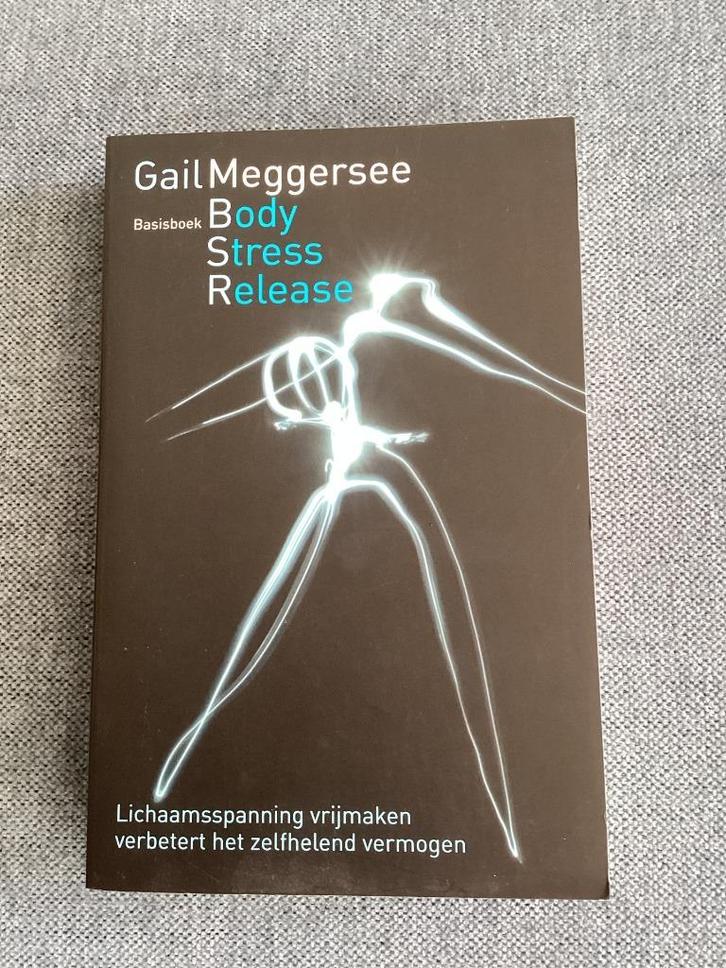 Gail Meggersee
Basisboek Body
Stress
Release
Lichaamsspanning vrijmaken
verbetert het zelfhelend vermogen